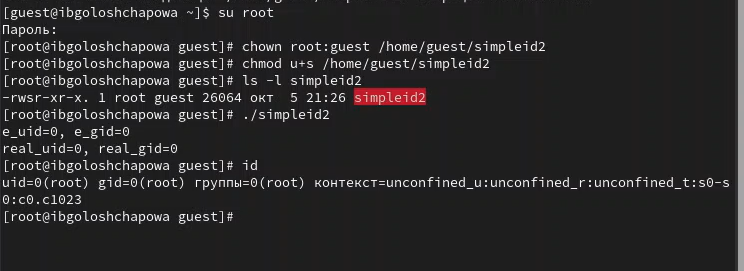 [guest@ibgoloshchapowa ~]$ su root
Пароль:
[root@ibgoloshchapowa guest]# chown root:guest /home/guest/simpleid2
[root@ibgoloshchapowa guest]# chmod u+s /home/guest/simpleid2
[root@ibgoloshchapowa guest]# ls -l simpleid2
-rwsr-xr-x. 1 root guest 26064 окт  5 21:26 simpleid2
[root@ibgoloshchapowa guest]# ./simpleid2
e_uid=0, e_gid=0
real_uid=0, real_gid=0
[root@ibgoloshchapowa guest]# id
uid=0(root) gid=0(root) группы=0(root) контекст=unconfined_u:unconfined_r:unconfined_t:s0-s
0:c0.c1023
[root@ibgoloshchapowa guest]#